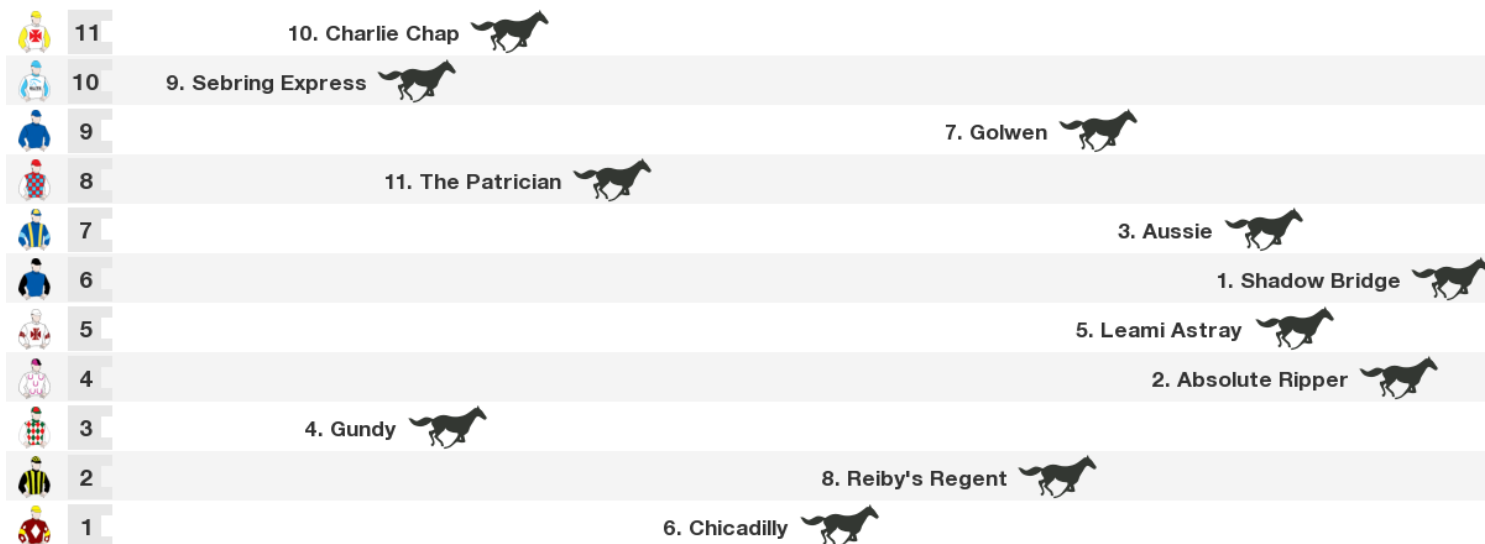 11 10. Charlie Chap
10 9. Sebring Express
9 7. Golwen
8 11. The Patrician
7 3. Aussie
6 1. Shadow Bridge
5 5. Leami Astray
4 2. Absolute Ripper
3 4. Gundy
2 8. Reiby's Regent
1 6. Chicadilly